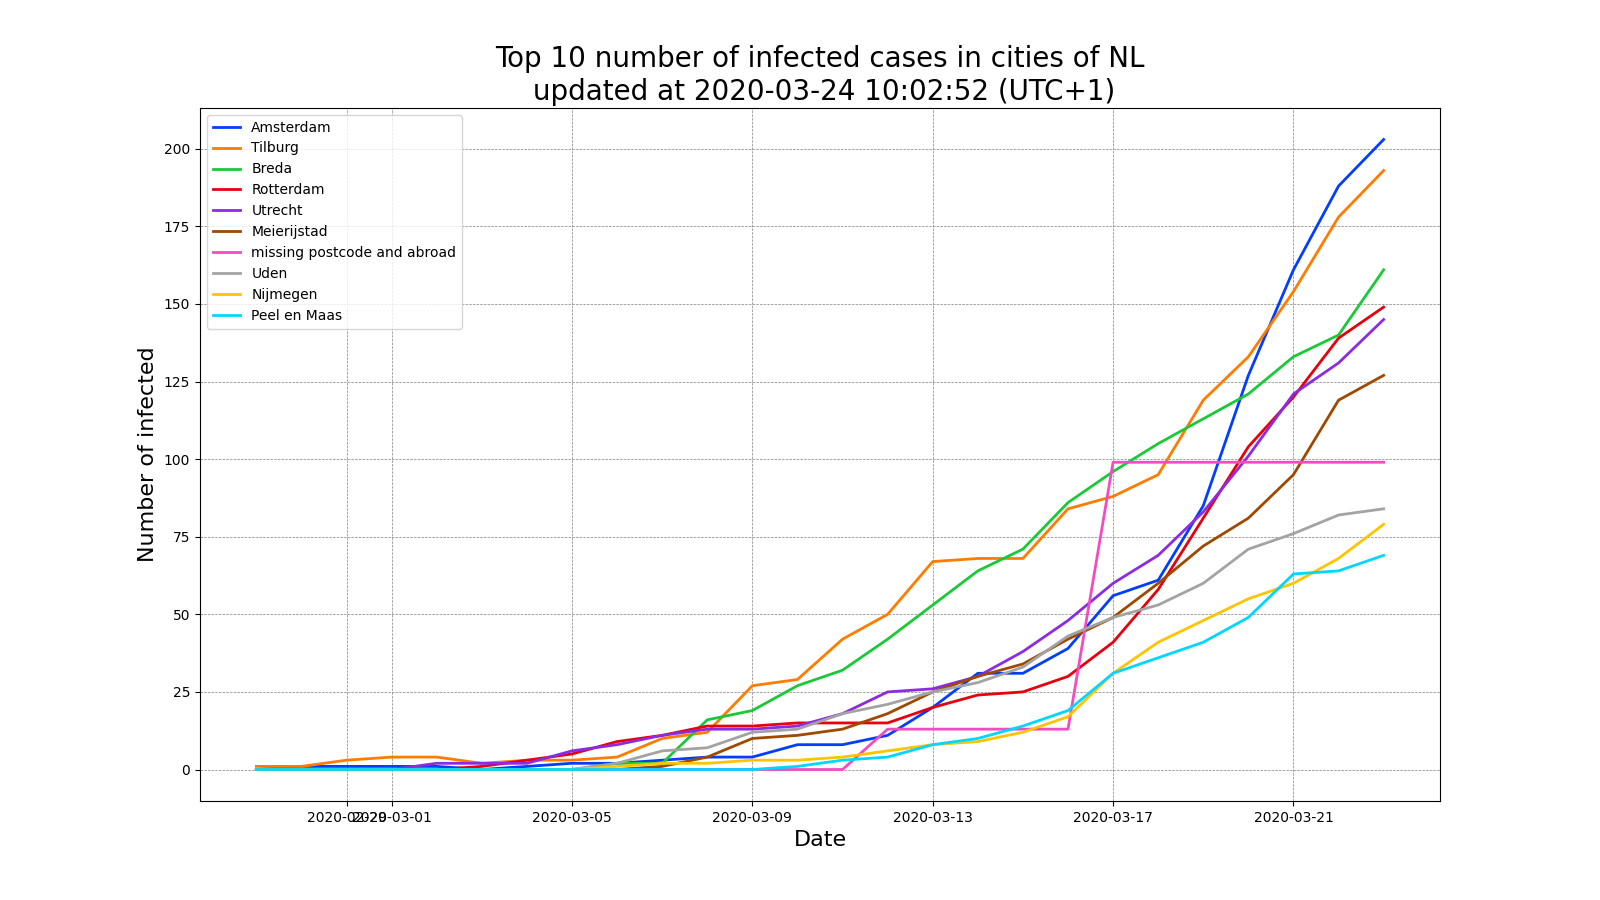 Top 10 number of infected cases in cities of NL
updated at 2020-03-24 10:02:52 (UTC+1)
Amsterdam
Tilburg
Breda
Rotterdam
Utrecht
Meierijstad
missing postcode and abroad
Uden
Nijmegen
Peel en Maas
200
175
150
125
100
75
50
25
0
Number of infected
2020-02-29 2020-03-01 2020-03-05 2020-03-09 2020-03-13 2020-03-17 2020-03-21
Date